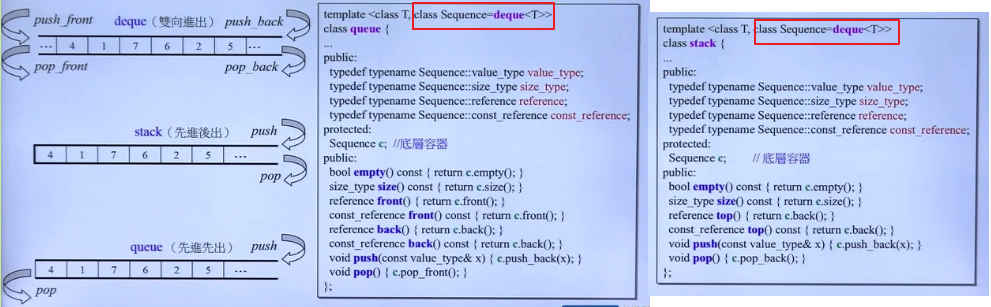 push_front
deque（雙向進出）
push_back
... 4 1 7 6 2 5 ...
pop_front
pop_back
stack（先進後出）
push
4 1 7 6 2 5 ...
pop
queue（先進先出）
push
4 1 7 6 2 5 ...
pop
template <class T, class Sequence=deque<T>>
class queue {
...
public:
typedef typename Sequence::value_type value_type;
typedef typename Sequence::size_type size_type;
typedef typename Sequence::reference reference;
typedef typename Sequence::const_reference const_reference;
protected:
Sequence c; //底層容器
public:
bool empty() const { return c.empty(); }
size_type size() const { return c.size(); }
reference front() { return c.front(); }
const_reference front() const { return c.front(); }
reference back() { return c.back(); }
const_reference back() const { return c.back(); }
void push(const value_type& x) { c.push_back(x); }
void pop() { c.pop_front(); }
};
template <class T, class Sequence=deque<T>>
class stack {
...
public:
typedef typename Sequence::value_type value_type;
typedef typename Sequence::size_type size_type;
typedef typename Sequence::reference reference;
typedef typename Sequence::const_reference const_reference;
protected:
Sequence c; // 底層容器
public:
bool empty() const { return c.empty(); }
size_type size() const { return c.size(); }
reference top() { return c.back(); }
const_reference top() const { return c.back(); }
void push(const value_type& x) { c.push_back(x); }
void pop() { c.pop_back(); }
};